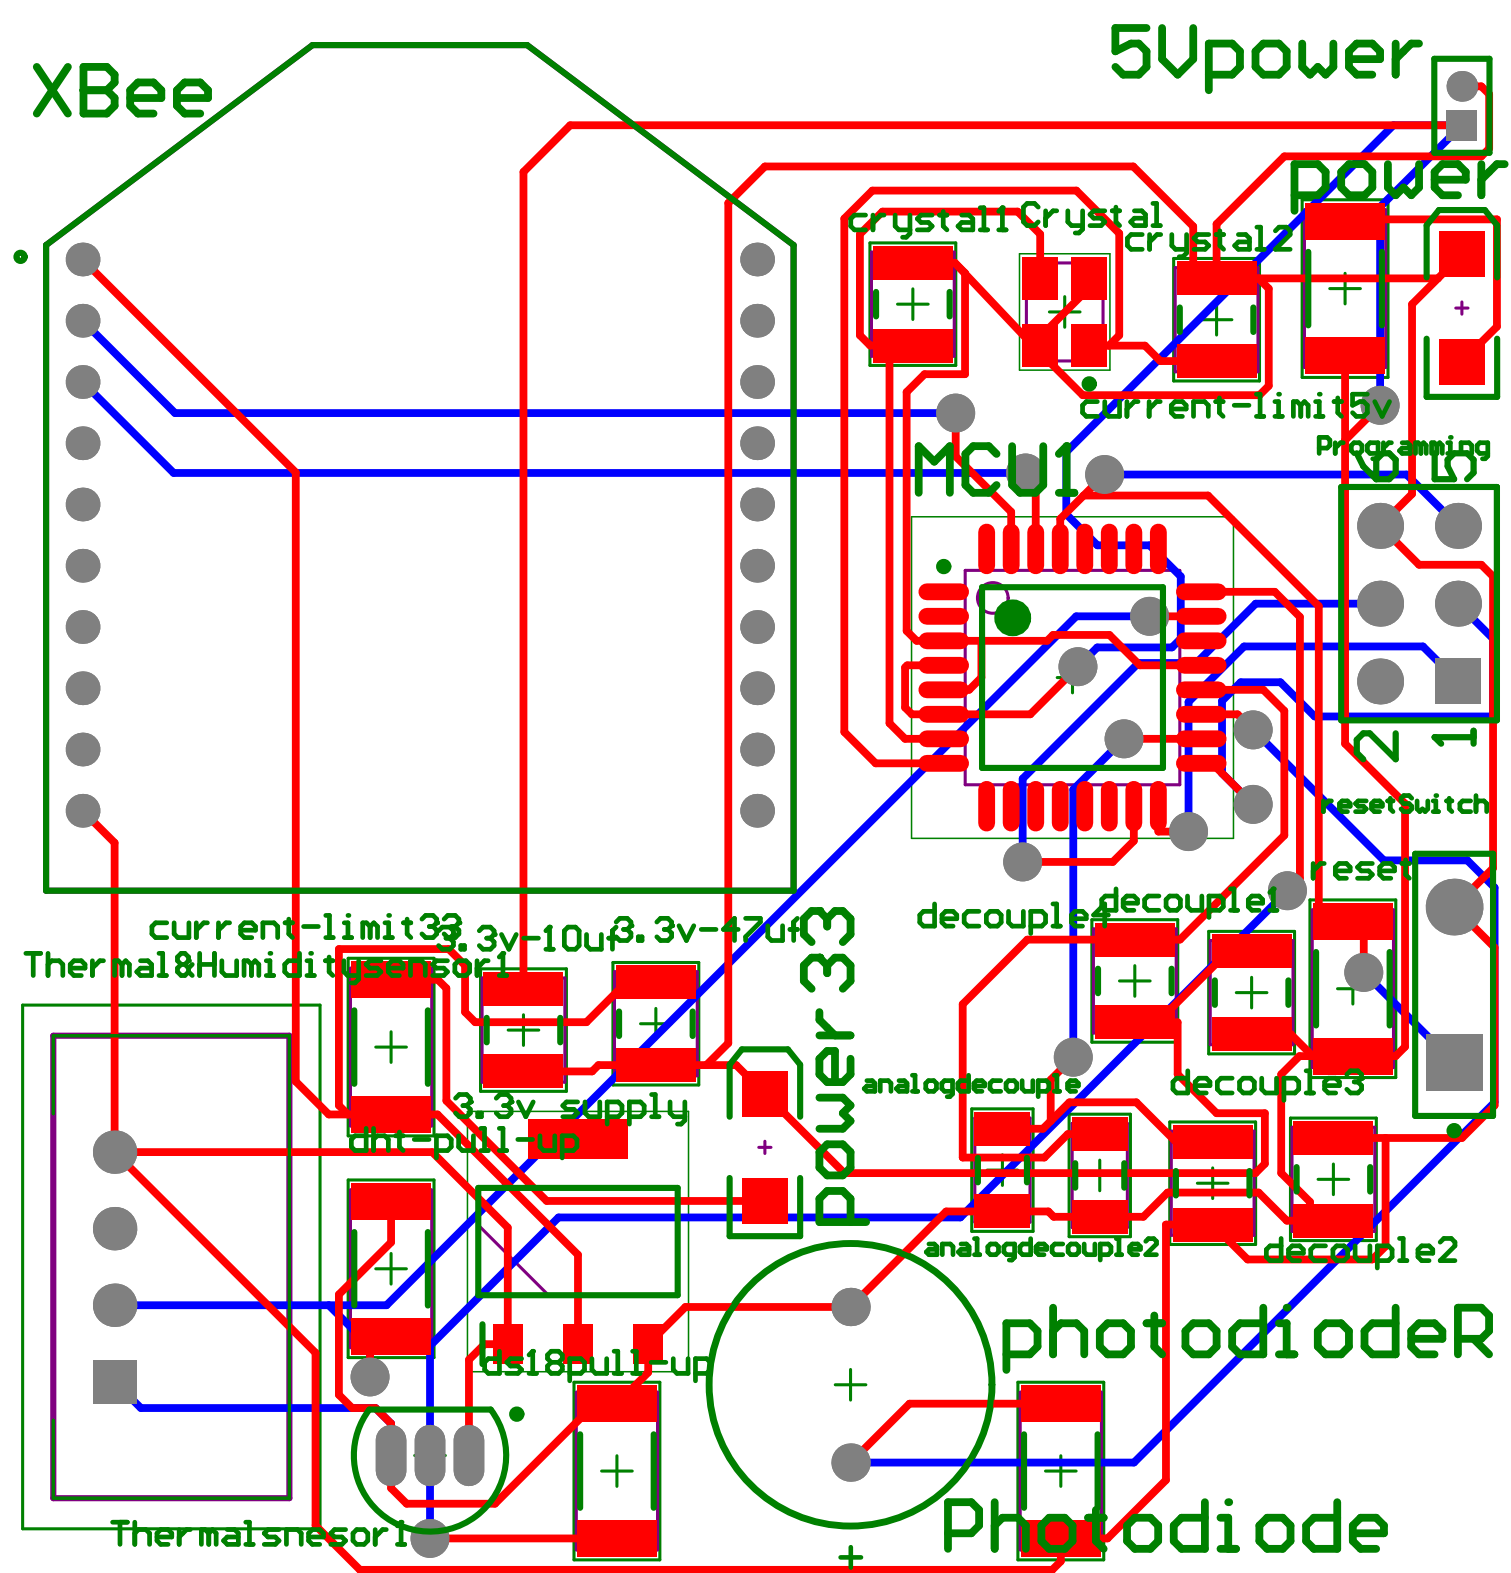 5Vpower
XBee
power
crystal1
Crystal
crystal2
current-limit5v
Programming
MCU1
6
5
2
1
resetSwitch
reset
decouple1
decouple4
current-limit33
3.3v-10uf
3.3v-47uf
Thermal&Humiditysensor1
power33
analogdecouple
decouple3
3.3v supply
dht-pull-up
analogdecouple2
decouple2
photodiodeR
ds18pull-up
Photodiode
Thermalsnesor1
+